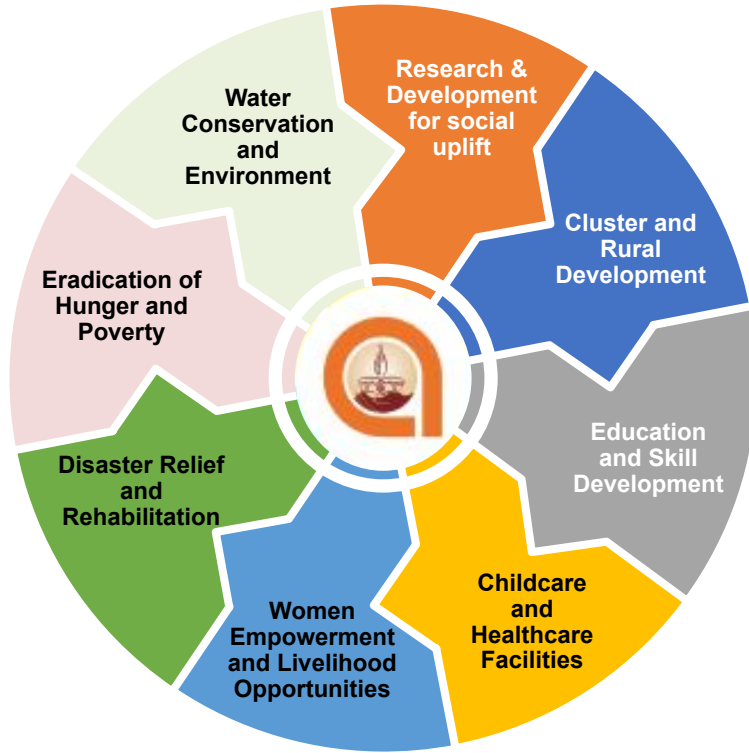 Research &
Development
for social
uplift
Cluster and
Rural
Development
Education
and Skill
Development
Childcare
and
Healthcare
Facilities
Women
Empowerment
and Livelihood
Opportunities
Disaster Relief
and
Rehabilitation
Eradication of
Hunger and
Poverty
Water
Conservation
and
Environment